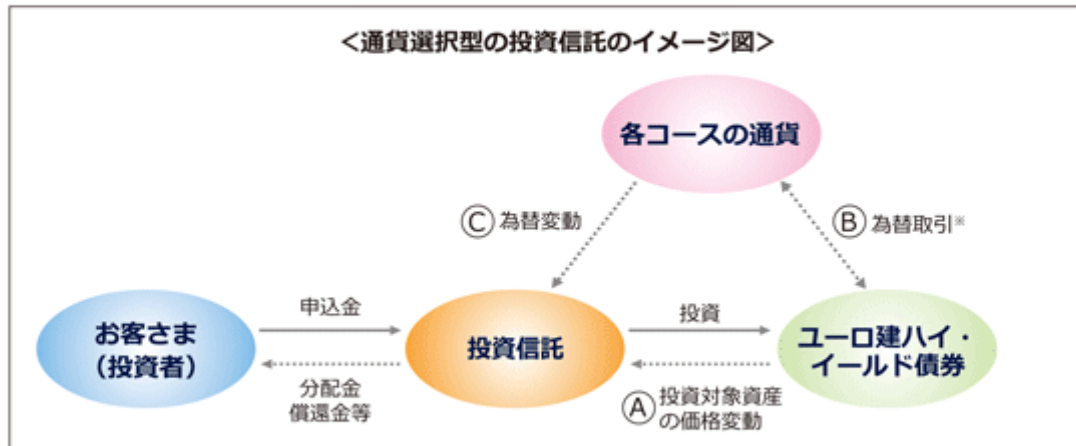 <通貨選択型の投資信託のイメージ図>
各コースの通貨
Ⓒ為替変動
Ⓑ為替取引※
お客さま
(投資者)
申込金
分配金
償還金等
投資信託
投資
Ⓐ投資対象資産
の価格変動
ユーロ建ハイ・
イールド債券